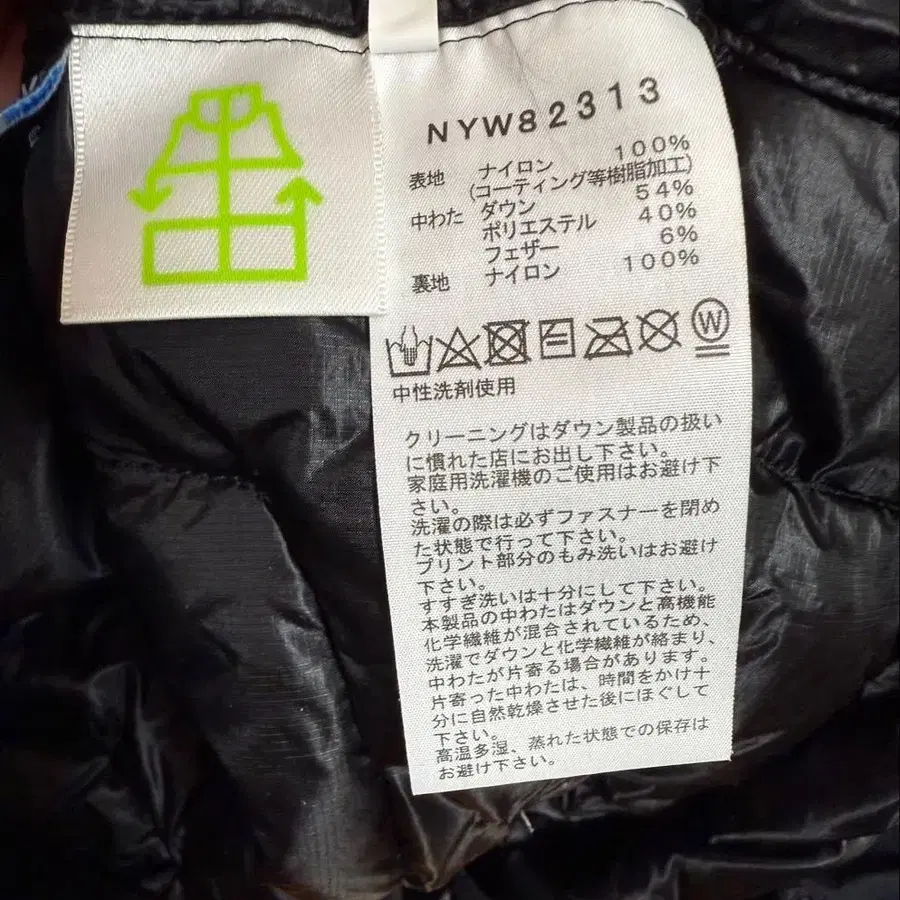 NYW82313
表地 ナイロン 100%
(コーティング等樹脂加工)
中わた ダウン 54%
ポリエステル 40%
フェザー 6%
裏地 ナイロン 100%
W
中性洗剤使用
クリーニングはダウン製品の扱い
に慣れた店にお出し下さい。
家庭用洗濯機のご使用はお避け下
さい。
洗濯の際は必ずファスナーを閉め
た状態で行って下さい。
プリント部分のもみ洗いはお避け
下さい。
すすぎ洗いは十分にして下さい。
本製品の中わたはダウンと高機能
化学繊維が混合されているため、
洗濯でダウンと化学繊維が絡まり、
中わたが片寄る場合があります。
片寄った中わたは、時間をかけ十
分に自然乾燥させた後にほぐして
下さい。
高温多湿、蒸れた状態での保存は
お避け下さい。